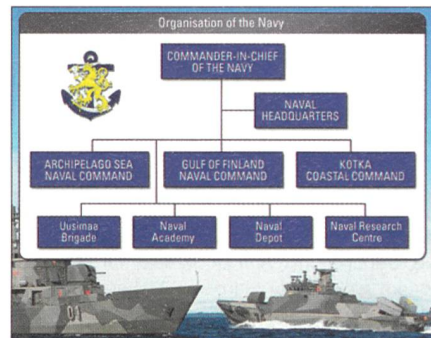 Organisation of the Navy
COMMANDER-IN-CHIEF
OF THE NAVY
NAVAL
HEADQUARTERS
ARCHIPELAGO SEA
NAVAL COMMAND
GULF OF FINLAND
NAVAL COMMAND
KOTKA
COASTAL COMMAND
Uusimaa
Brigade
Naval
Academy
Naval
Depot
Naval Research
Centre
01